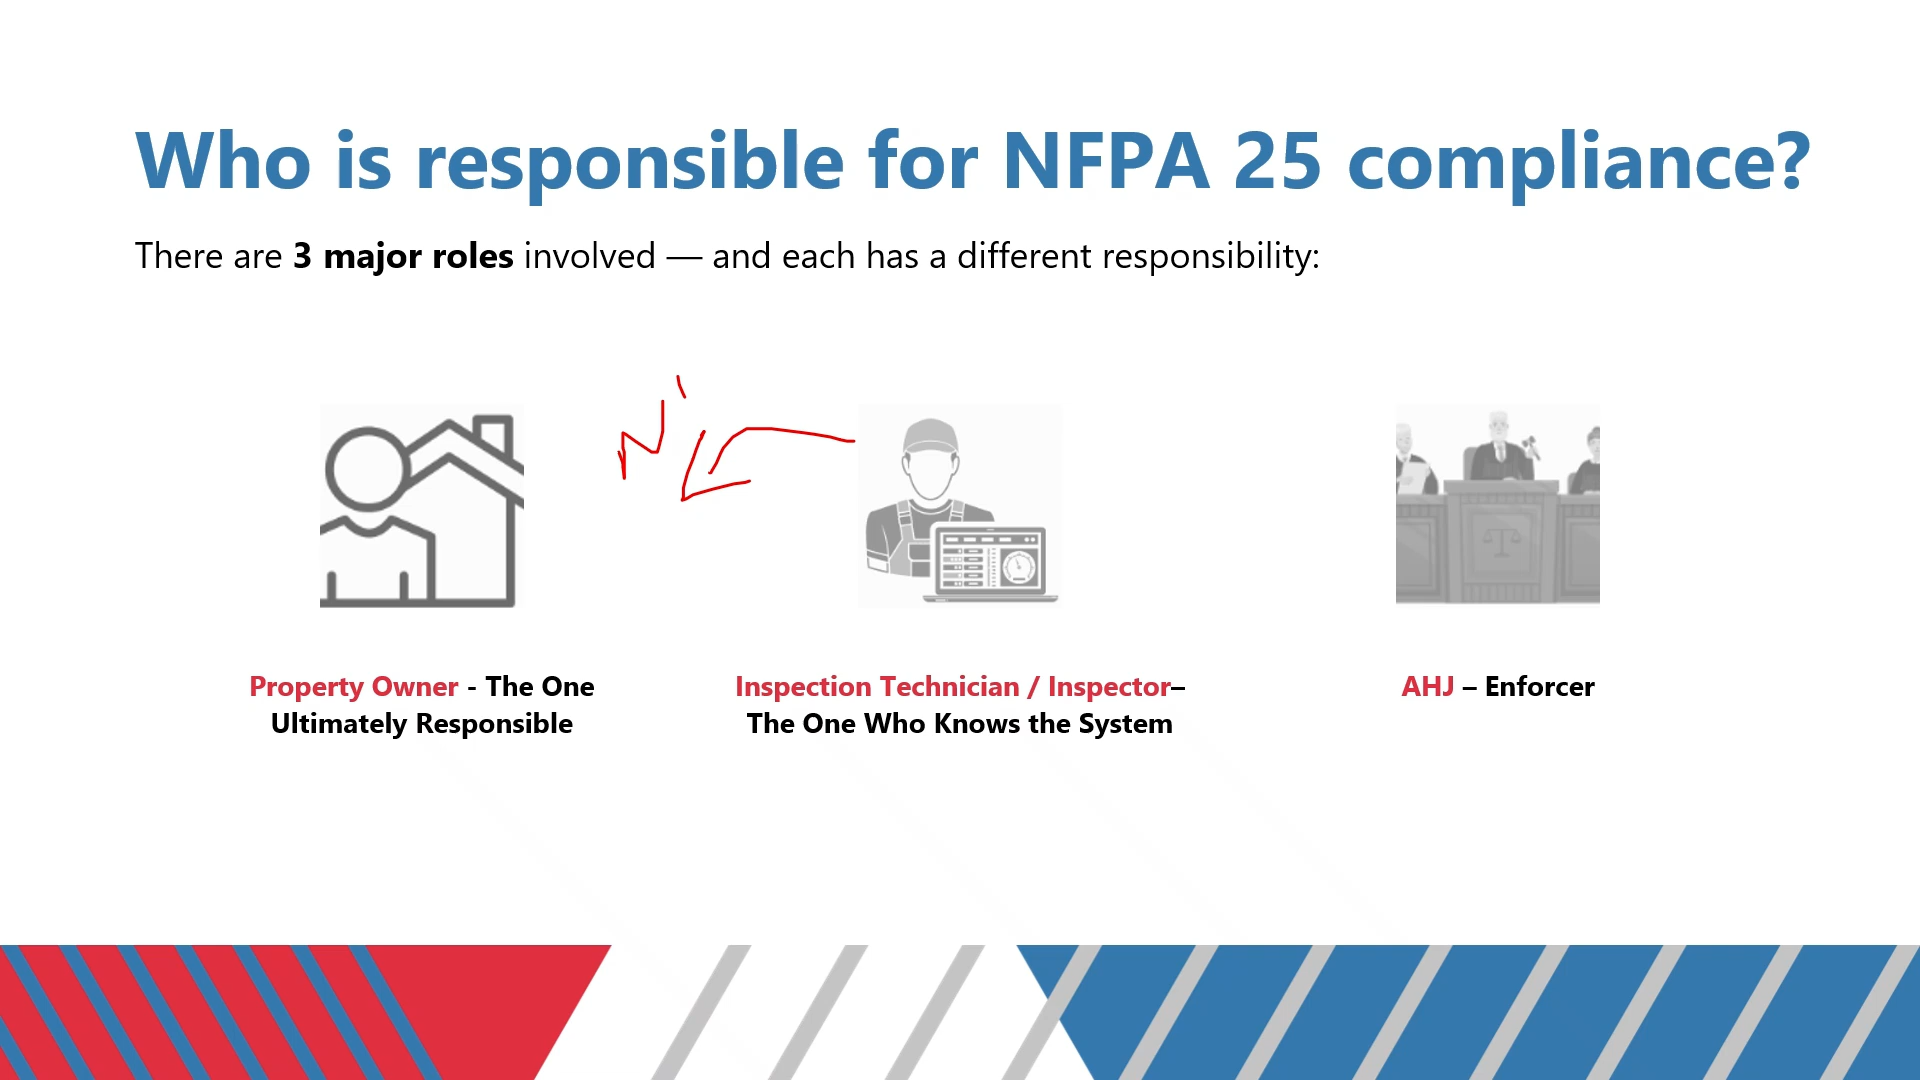 Who is responsible for NFPA 25 compliance?
There are 3 major roles involved — and each has a different responsibility:
Property Owner - The One
Ultimately Responsible
Inspection Technician / Inspector–
The One Who Knows the System
AHJ – Enforcer